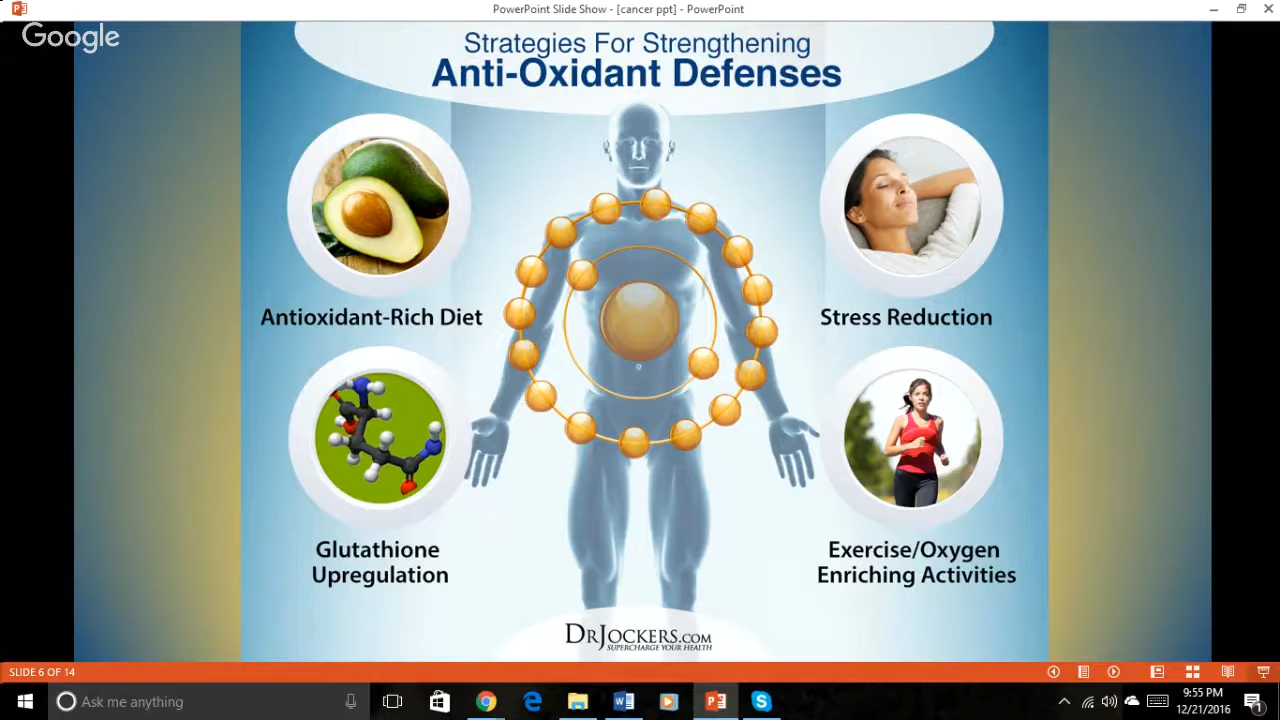 PowerPoint Slide Show - [cancer ppt] - PowerPoint
Google
Strategies For Strengthening
Anti-Oxidant Defenses
Antioxidant-Rich Diet
Stress Reduction
Glutathione
Upregulation
Exercise/Oxygen
Enriching Activities
DRJOCKERS.COM
SUPERCHARGE YOUR HEALTH
SLIDE 6 OF 14
Ask me anything
9:55 PM
12/21/2016
1